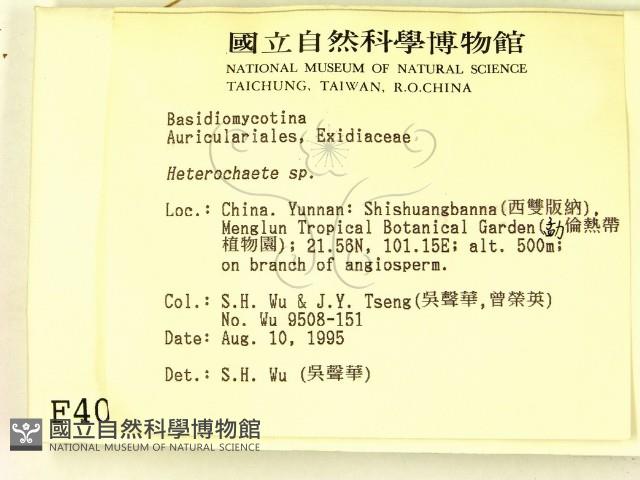 國立自然科學博物館
NATIONAL MUSEUM OF NATURAL SCIENCE
TAICHUNG, TAIWAN, R.O.CHINA
Basidiomycotina
Auriculariales, Exidiaceae
Heterochaete sp.
Loc.: China. Yunnan: Shishuangbanna(西雙版納),
Menglun Tropical Botanical Garden(勐倫熱帶
植物園); 21.56N, 101.15E; alt. 500m;
on branch of angiosperm.
Col.: S.H. Wu & J.Y. Tseng(吳聲華,曾榮英)
No. Wu 9508-151
Date: Aug. 10, 1995
Det.: S.H. Wu (吳聲華)
F40
國立自然科學博物館
NATIONAL MUSEUM OF NATURAL SCIENCE